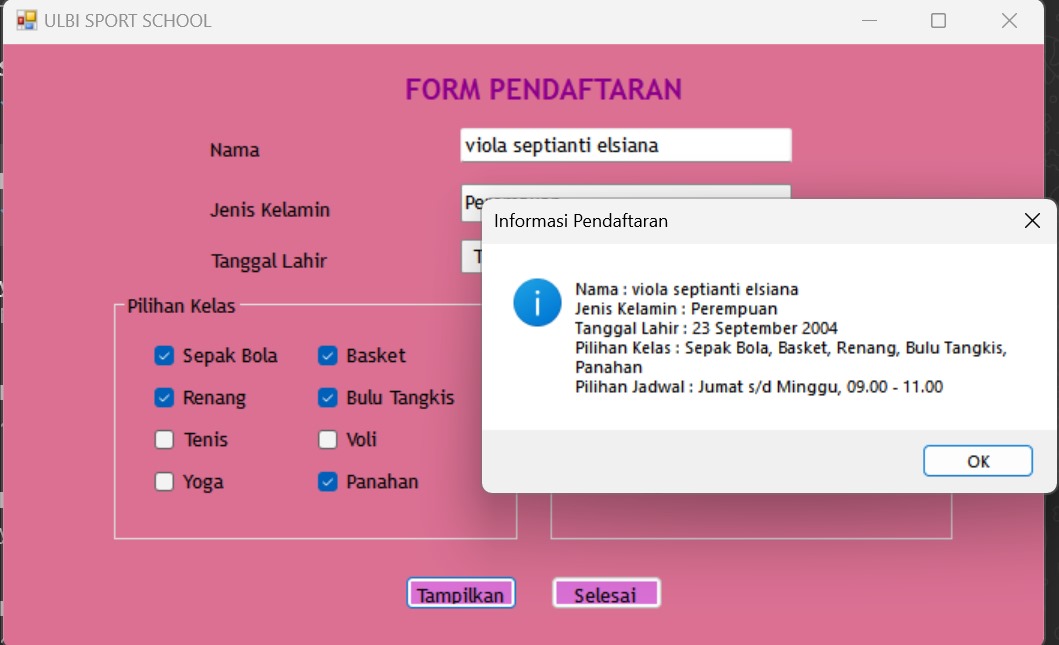 ULBI SPORT SCHOOL
FORM PENDAFTARAN
Nama
viola septianti elsiana
Jenis Kelamin
Tanggal Lahir
Pilihan Kelas
Sepak Bola
Basket
Renang
Bulu Tangkis
Tenis
Voli
Yoga
Panahan
Informasi Pendaftaran
Nama : viola septianti elsiana
Jenis Kelamin : Perempuan
Tanggal Lahir : 23 September 2004
Pilihan Kelas : Sepak Bola, Basket, Renang, Bulu Tangkis,
Panahan
Pilihan Jadwal : Jumat s/d Minggu, 09.00 - 11.00
OK
Tampilkan
Selesai